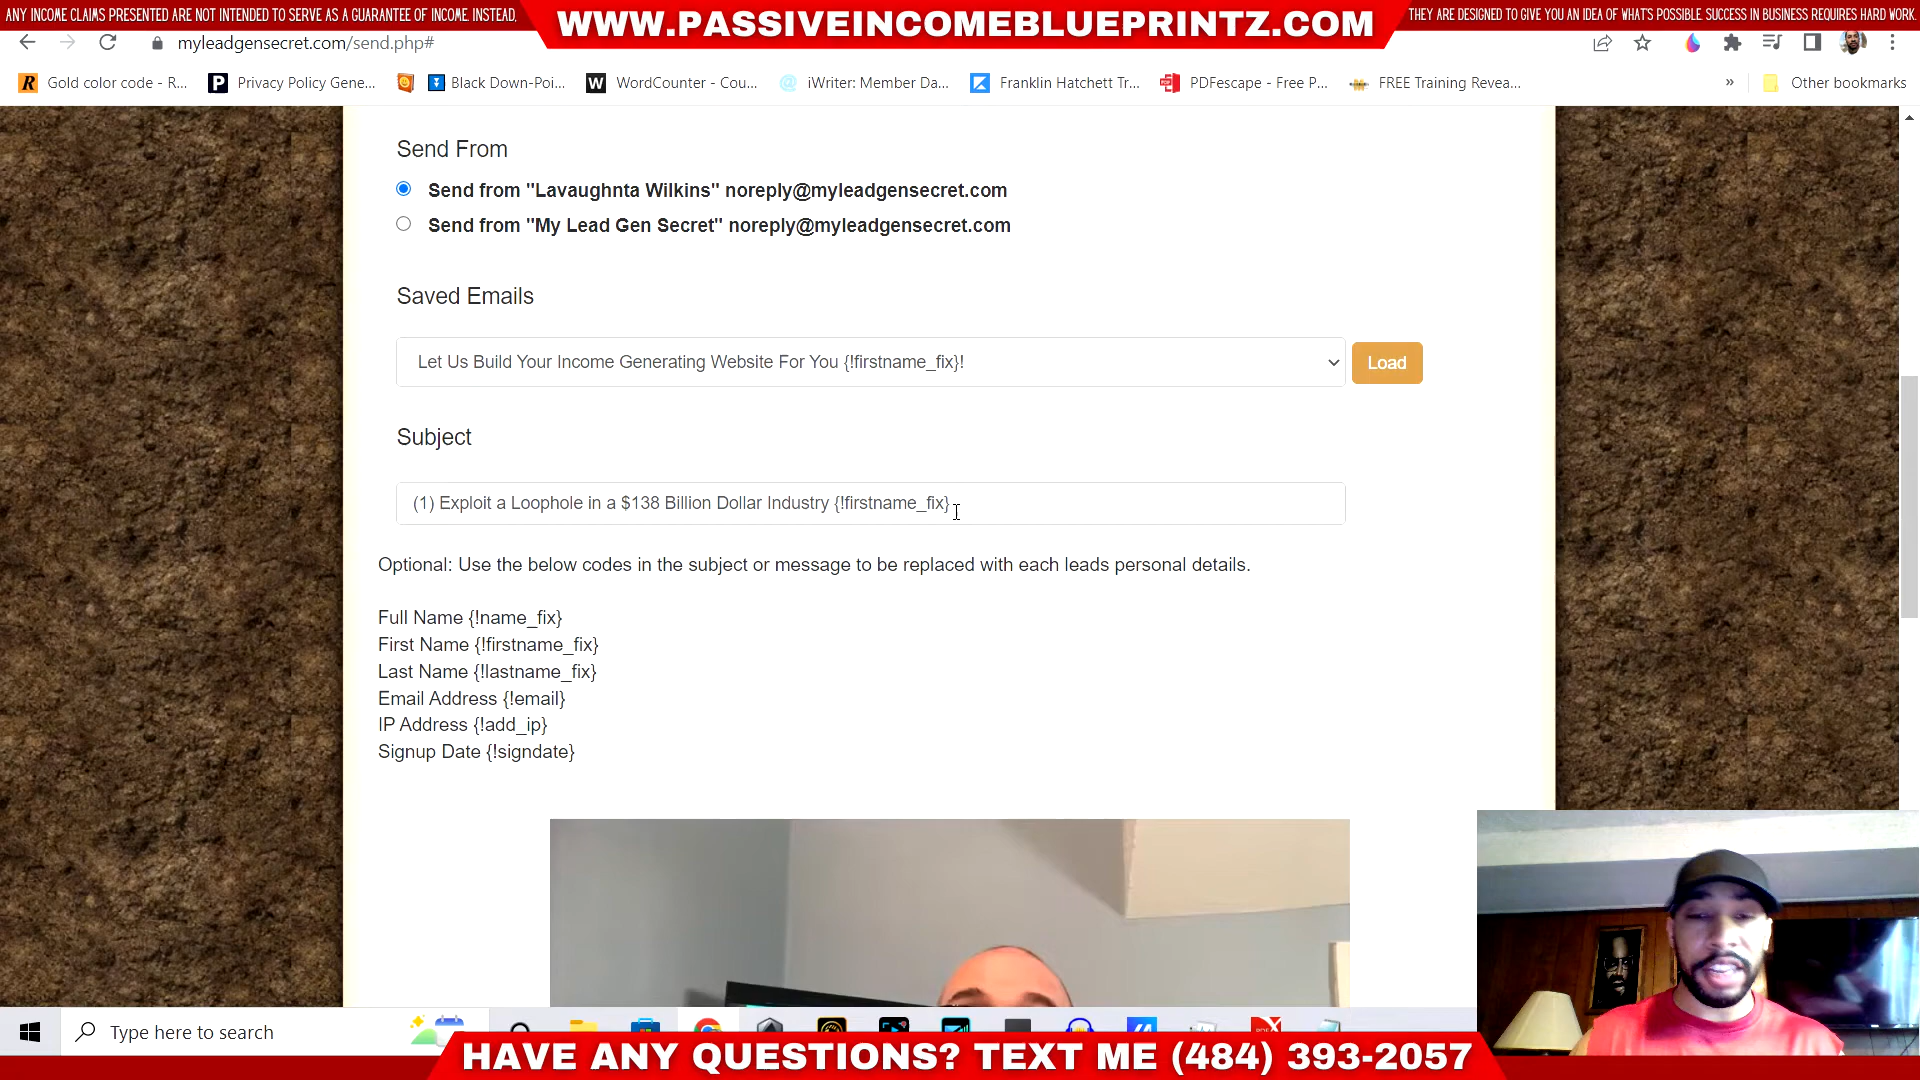 ANY INCOME CLAIMS PRESENTED ARE NOT INTENDED TO SERVE AS A GUARANTEE OF INCOME. INSTEAD,
WWW.PASSIVEINCOMEBLUEPRINTZ.COM
THEY ARE DESIGNED TO GIVE YOU AN IDEA OF WHAT'S POSSIBLE. SUCCESS IN BUSINESS REQUIRES HARD WORK.
myleadgensecret.com/send.php#
Gold color code - R... Privacy Policy Gene... Black Down-Poi... WordCounter - Cou... iWriter: Member Da... Franklin Hatchett Tr... PDFescape - Free P... FREE Training Revea... » Other bookmarks
Send From
Send from "Lavaughnta Wilkins" noreply@myleadgensecret.com
Send from "My Lead Gen Secret" noreply@myleadgensecret.com
Saved Emails
Let Us Build Your Income Generating Website For You {!firstname_fix}!
Load
Subject
(1) Exploit a Loophole in a $138 Billion Dollar Industry {!firstname_fix}
Optional: Use the below codes in the subject or message to be replaced with each leads personal details.
Full Name {!name_fix}
First Name {!firstname_fix}
Last Name {!lastname_fix}
Email Address {!email}
IP Address {!add_ip}
Signup Date {!signdate}
Type here to search
HAVE ANY QUESTIONS? TEXT ME (484) 393-2057